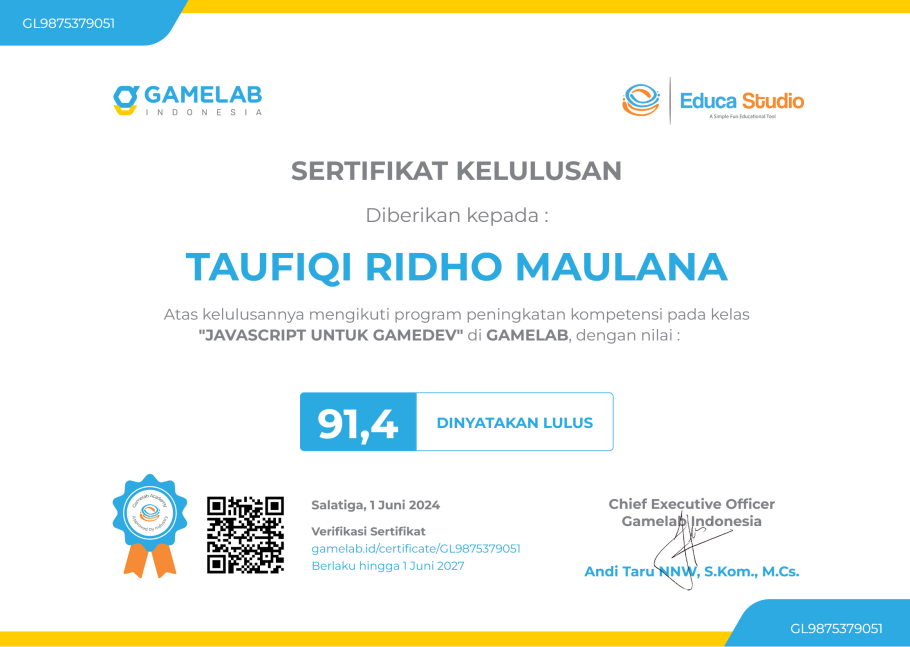 GL9875379051
GAMELAB
INDONESIA
Educa Studio
A Simple Fun Educational Tool
SERTIFIKAT KELULUSAN
Diberikan kepada :
TAUFIQI RIDHO MAULANA
Atas kelulusannya mengikuti program peningkatan kompetensi pada kelas
"JAVASCRIPT UNTUK GAMEDEV" di GAMELAB, dengan nilai :
91,4
DINYATAKAN LULUS
Gamelab Academy
Salatiga, 1 Juni 2024
Verifikasi Sertifikat
gamelab.id/certificate/GL9875379051
Berlaku hingga 1 Juni 2027
Chief Executive Officer
Gamelab Indonesia
Andi Taru NNW, S.Kom., M.Cs.
GL9875379051